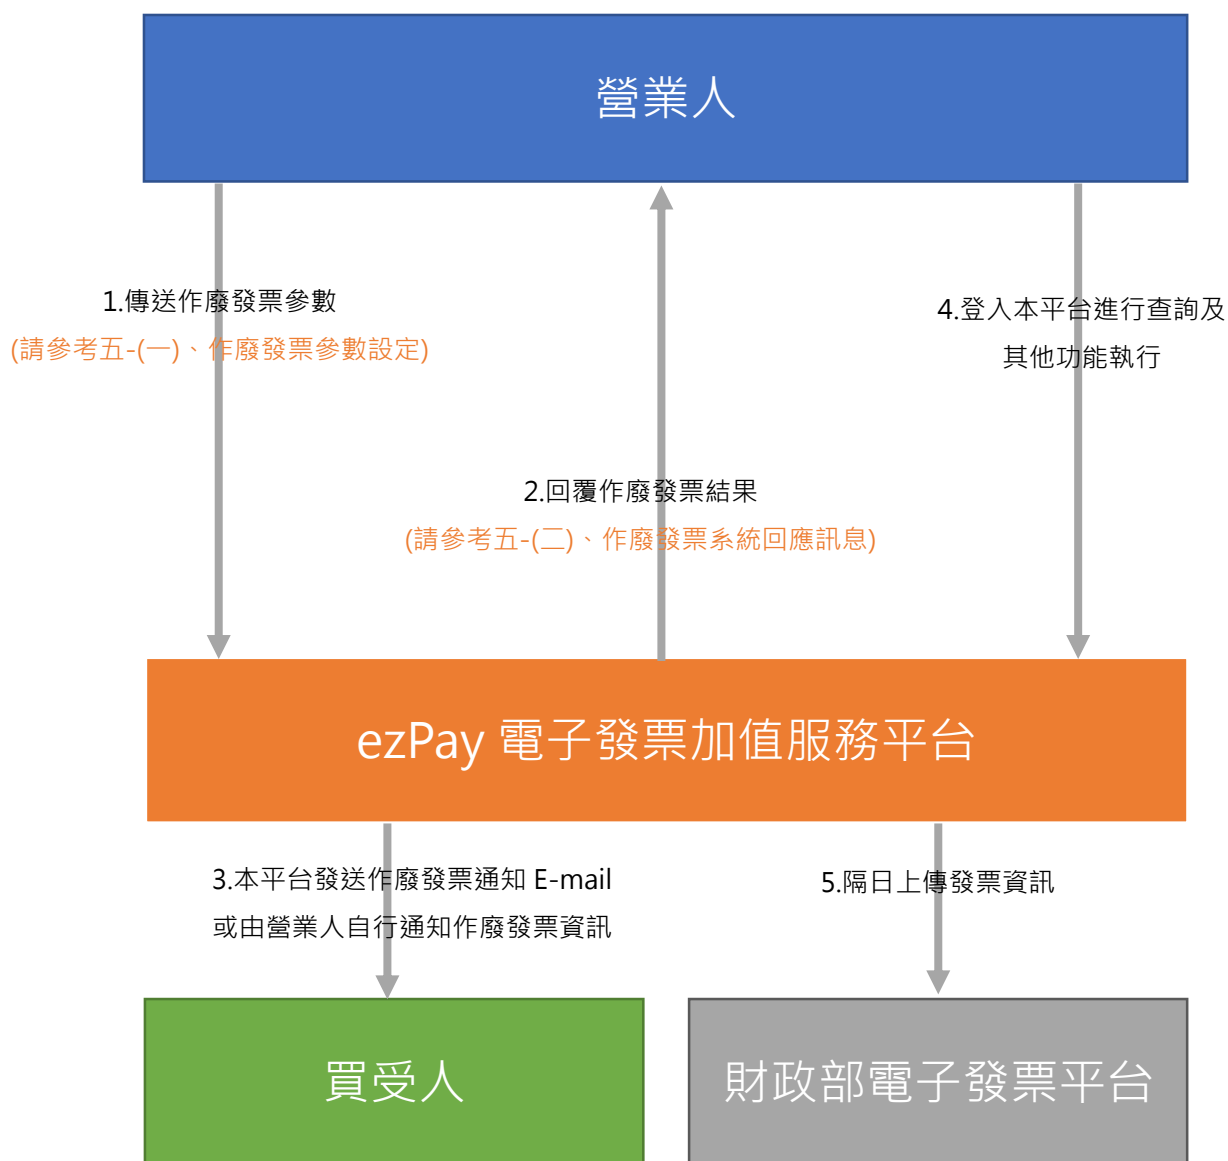 營業人
1.傳送作廢發票參數
(請參考五-(一)、作廢發票參數設定)
4.登入本平台進行查詢及
其他功能執行
2.回覆作廢發票結果
(請參考五-(二)、作廢發票系統回應訊息)
ezPay 電子發票加值服務平台
3.本平台發送作廢發票通知 E-mail
或由營業人自行通知作廢發票資訊
5.隔日上傳發票資訊
買受人
財政部電子發票平台